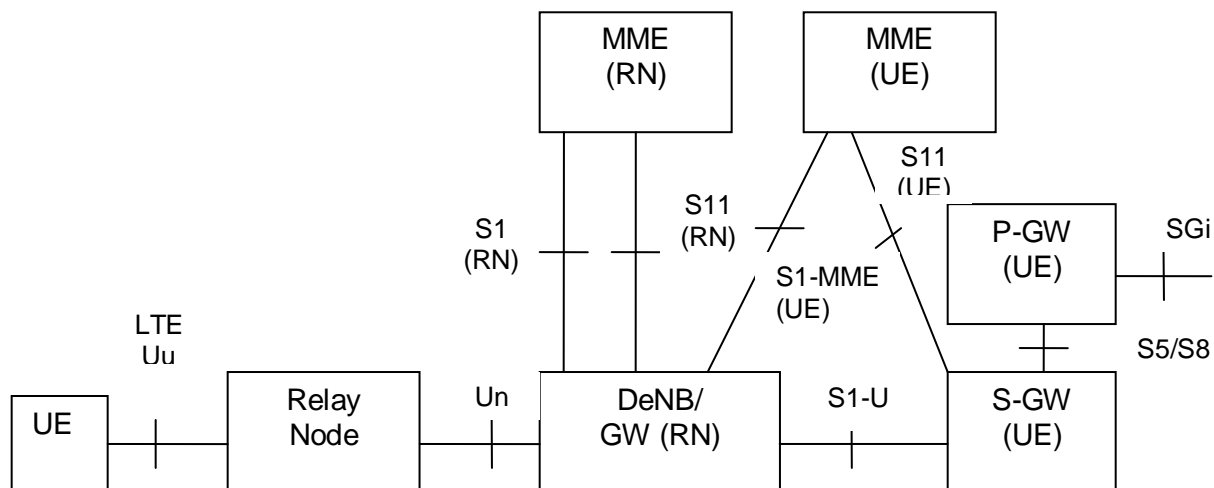 MME
(RN)
MME
(UE)
S11
(UE)
S1
(RN)
S11
(RN)
S1-MME
(UE)
P-GW
(UE)
SGi
LTE
Uu
S5/S8
UE
Relay
Node
Un
DeNB/
GW (RN)
S1-U
S-GW
(UE)